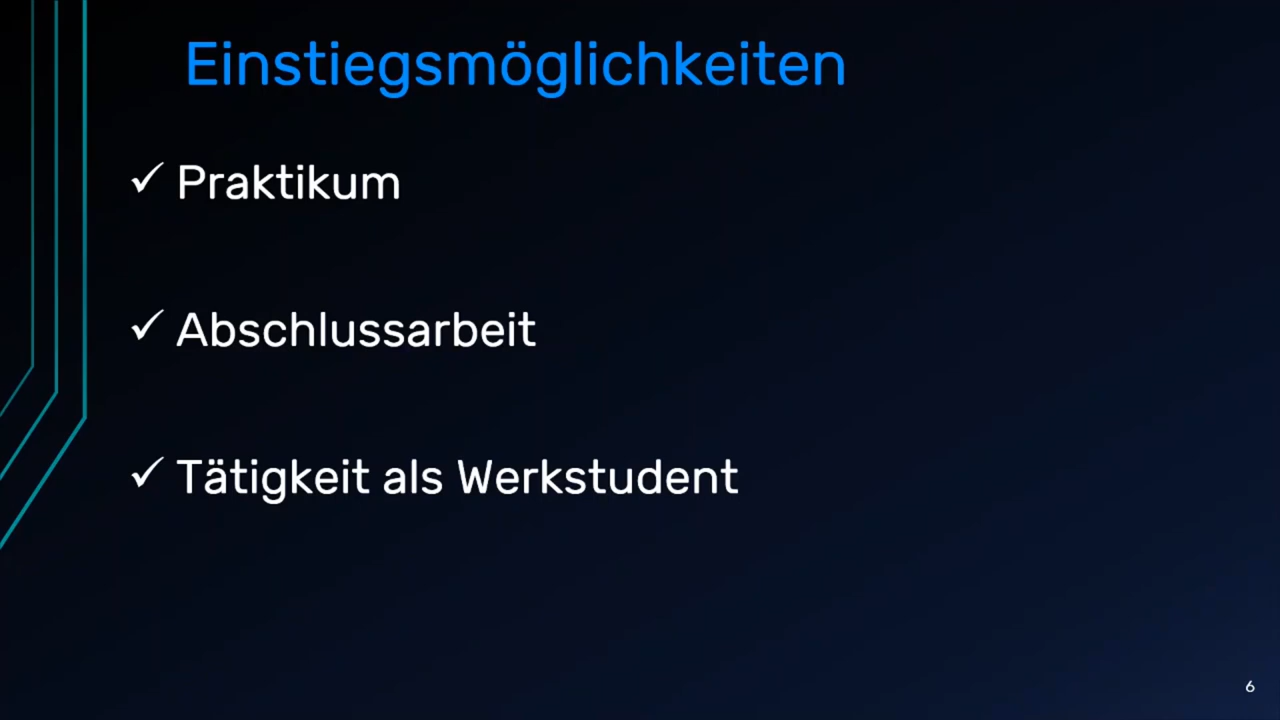 Einstiegsmöglichkeiten
✓ Praktikum
✓ Abschlussarbeit
✓ Tätigkeit als Werkstudent
6